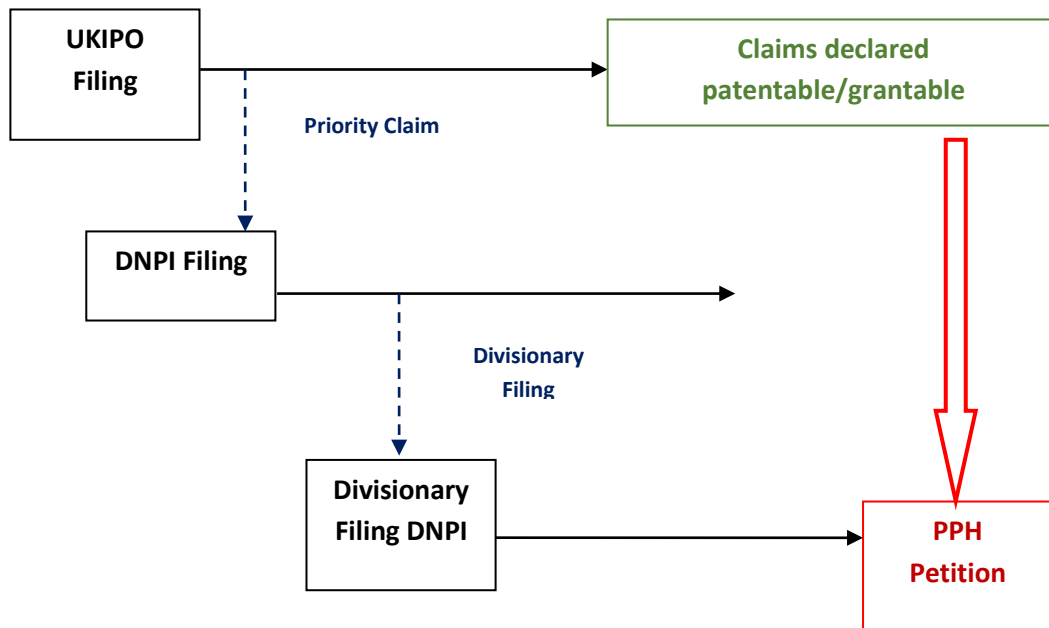 UKIPO
Filing
Claims declared
patentable/grantable
Priority Claim
DNPI Filing
Divisionary
Filing
Divisionary
Filing DNPI
PPH
Petition